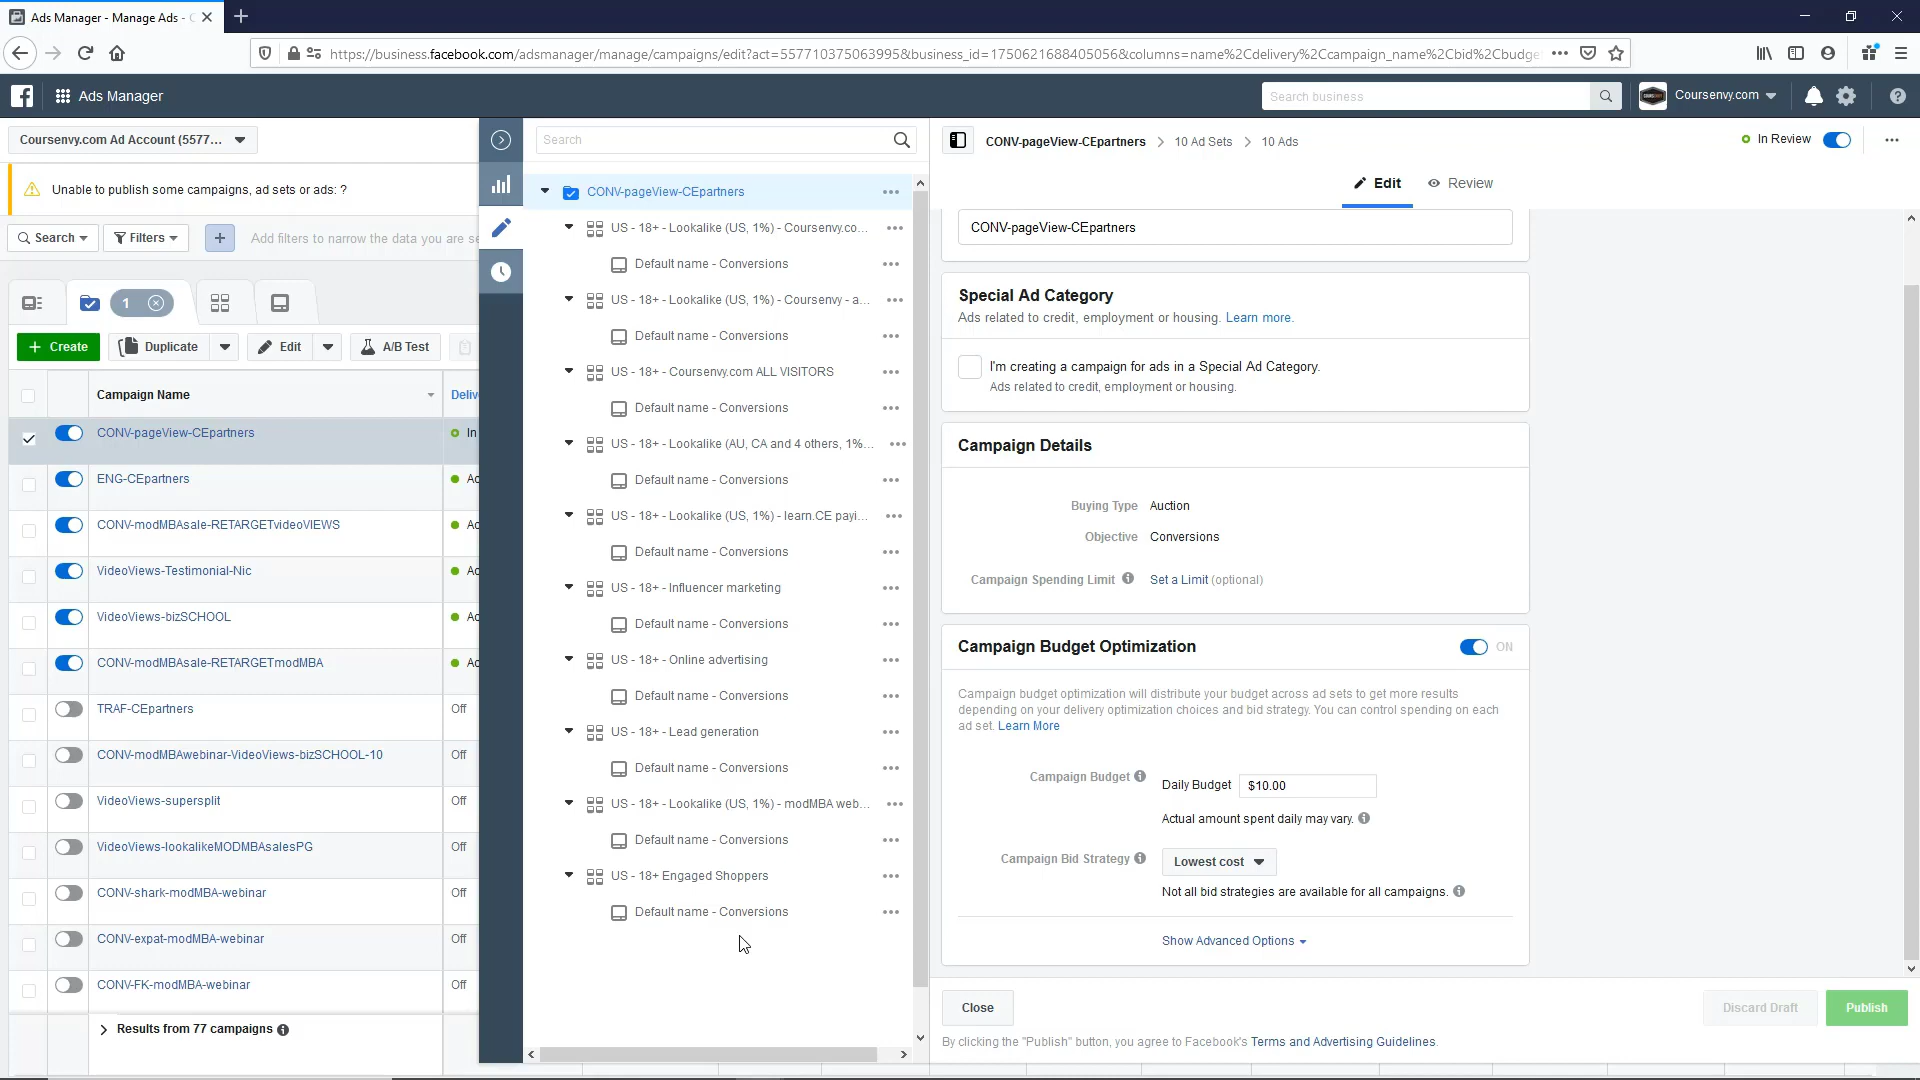 Ads Manager - Manage Ads - C
https://business.facebook.com/adsmanager/manage/campaigns/edit?act=557710375063995&business_id=1750621688405056&columns=name%2Cdelivery%2Ccampaign_name%2Cbid%2Cbudge
Ads Manager
Search business
Coursenvy.com
Coursenvy.com Ad Account (5577...
Unable to publish some campaigns, ad sets or ads: ?
Search
Filters
Add filters to narrow the data you are se
1
Create
Duplicate
Edit
A/B Test
Campaign Name
Deliv
CONV-pageView-CEpartners
In
ENG-CEpartners
Ac
CONV-modMBAsale-RETARGETvideoVIEWS
Ac
VideoViews-Testimonial-Nic
Ac
VideoViews-bizSCHOOL
Ac
CONV-modMBAsale-RETARGETmodMBA
Ac
TRAF-CEpartners
Off
CONV-modMBAwebinar-VideoViews-bizSCHOOL-10
Off
VideoViews-supersplit
Off
VideoViews-lookalikeMODMBAsalesPG
Off
CONV-shark-modMBA-webinar
Off
CONV-expat-modMBA-webinar
Off
CONV-FK-modMBA-webinar
Off
Results from 77 campaigns
Search
CONV-pageView-CEpartners
US - 18+ - Lookalike (US, 1%) - Coursenvy.co...
Default name - Conversions
US - 18+ - Lookalike (US, 1%) - Coursenvy - a...
Default name - Conversions
US - 18+ - Coursenvy.com ALL VISITORS
Default name - Conversions
US - 18+ - Lookalike (AU, CA and 4 others, 1%...
Default name - Conversions
US - 18+ - Lookalike (US, 1%) - learn.CE payi...
Default name - Conversions
US - 18+ - Influencer marketing
Default name - Conversions
US - 18+ - Online advertising
Default name - Conversions
US - 18+ - Lead generation
Default name - Conversions
US - 18+ - Lookalike (US, 1%) - modMBA web...
Default name - Conversions
US - 18+ Engaged Shoppers
Default name - Conversions
CONV-pageView-CEpartners > 10 Ad Sets > 10 Ads
In Review
Edit
Review
CONV-pageView-CEpartners
Special Ad Category
Ads related to credit, employment or housing. Learn more.
I'm creating a campaign for ads in a Special Ad Category.
Ads related to credit, employment or housing.
Campaign Details
Buying Type Auction
Objective Conversions
Campaign Spending Limit Set a Limit (optional)
Campaign Budget Optimization
ON
Campaign budget optimization will distribute your budget across ad sets to get more results
depending on your delivery optimization choices and bid strategy. You can control spending on each
ad set. Learn More
Campaign Budget Daily Budget $10.00
Actual amount spent daily may vary.
Campaign Bid Strategy Lowest cost
Not all bid strategies are available for all campaigns.
Show Advanced Options
Close
Discard Draft
Publish
By clicking the "Publish" button, you agree to Facebook's Terms and Advertising Guidelines.